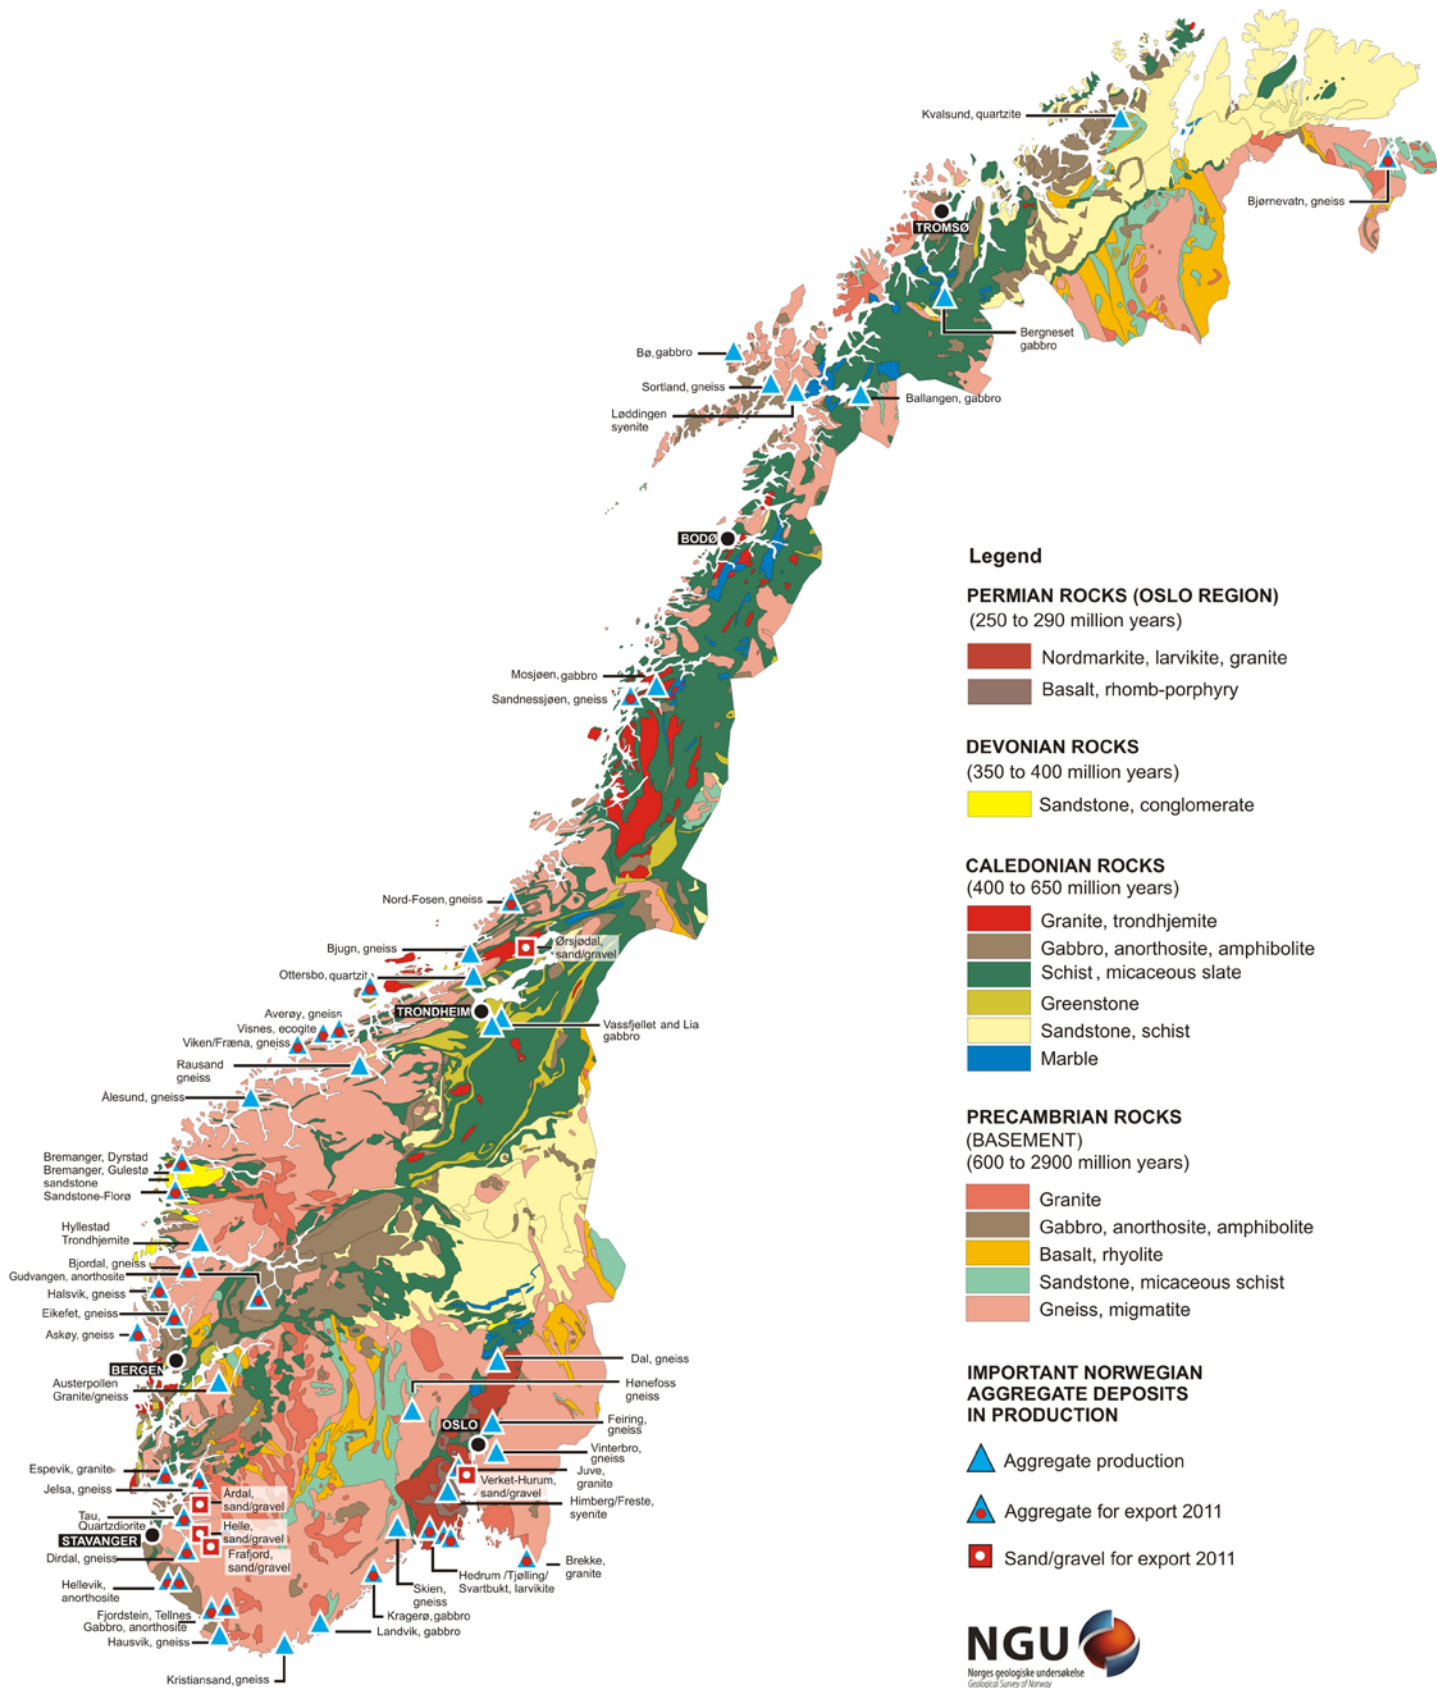 Kvalsund, quartzite
Bjørnevatn, gneiss
TROMSØ
Bergneset
gabbro
Bø, gabbro
Sortland, gneiss
Løddingen
syenite
Ballangen, gabbro
BODØ
Mosjøen, gabbro
Sandnessjøen, gneiss
Nord-Fosen, gneiss
Bjugn, gneiss
Ørsjødal,
sand/gravel
Ottersbo, quartzit
TRONDHEIM
Averøy, gneiss
Visnes, ecogite
Viken/Fræna, gneiss
Vassfjellet and Lia
gabbro
Rausand
gneiss
Ålesund, gneiss
Bremanger, Dyrstad
Bremanger, Gulestø
sandstone
Sandstone-Florø
Hyllestad
Trondhjemite
Bjordal, gneiss
Gudvangen, anorthosite
Halsvik, gneiss
Eikefet, gneiss
Askøy, gneiss
BERGEN
Austerpollen
Granite/gneiss
Dal, gneiss
Hønefoss
gneiss
OSLO
Feiring,
gneiss
Vinterbro,
gneiss
Juve,
granite
Verket-Hurum,
sand/gravel
Himberg/Freste,
syenite
Espevik, granite
Jelsa, gneiss
Årdal,
sand/gravel
Tau,
Quartzdiorite
Helle,
sand/gravel
STAVANGER
Frafjord,
sand/gravel
Dirdal, gneiss
Hellevik,
anorthosite
Fjordstein, Tellnes
Gabbro, anorthosite
Hausvik, gneiss
Kristiansand, gneiss
Brekke,
granite
Hedrum /Tjølling/
Svartbukt, larvikite
Skien,
gneiss
Kragerø, gabbro
Landvik, gabbro
Legend
PERMIAN ROCKS (OSLO REGION)
(250 to 290 million years)
Nordmarkite, larvikite, granite
Basalt, rhomb-porphyry
DEVONIAN ROCKS
(350 to 400 million years)
Sandstone, conglomerate
CALEDONIAN ROCKS
(400 to 650 million years)
Granite, trondhjemite
Gabbro, anorthosite, amphibolite
Schist , micaceous slate
Greenstone
Sandstone, schist
Marble
PRECAMBRIAN ROCKS
(BASEMENT)
(600 to 2900 million years)
Granite
Gabbro, anorthosite, amphibolite
Basalt, rhyolite
Sandstone, micaceous schist
Gneiss, migmatite
IMPORTANT NORWEGIAN
AGGREGATE DEPOSITS
IN PRODUCTION
Aggregate production
Aggregate for export 2011
Sand/gravel for export 2011
NGU
Norges geologiske undersøkelse
Geological Survey of Norway